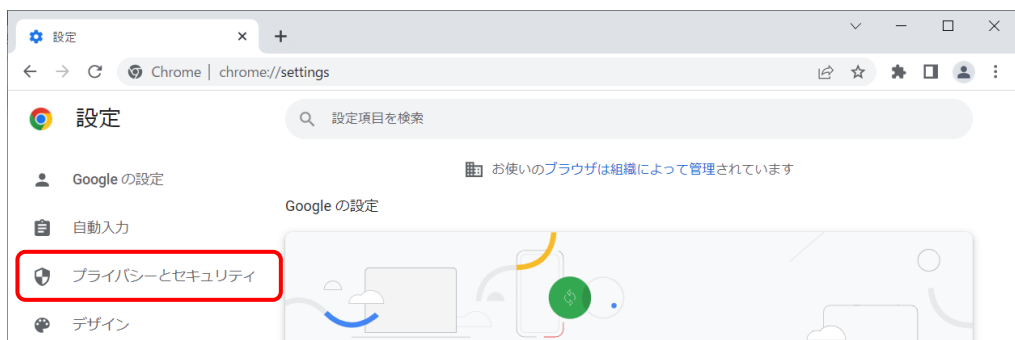 設定
Chrome | chrome://settings
設定
設定項目を検索
お使いのブラウザは組織によって管理されています
Google の設定
自動入力
プライバシーとセキュリティ
デザイン
Google の設定